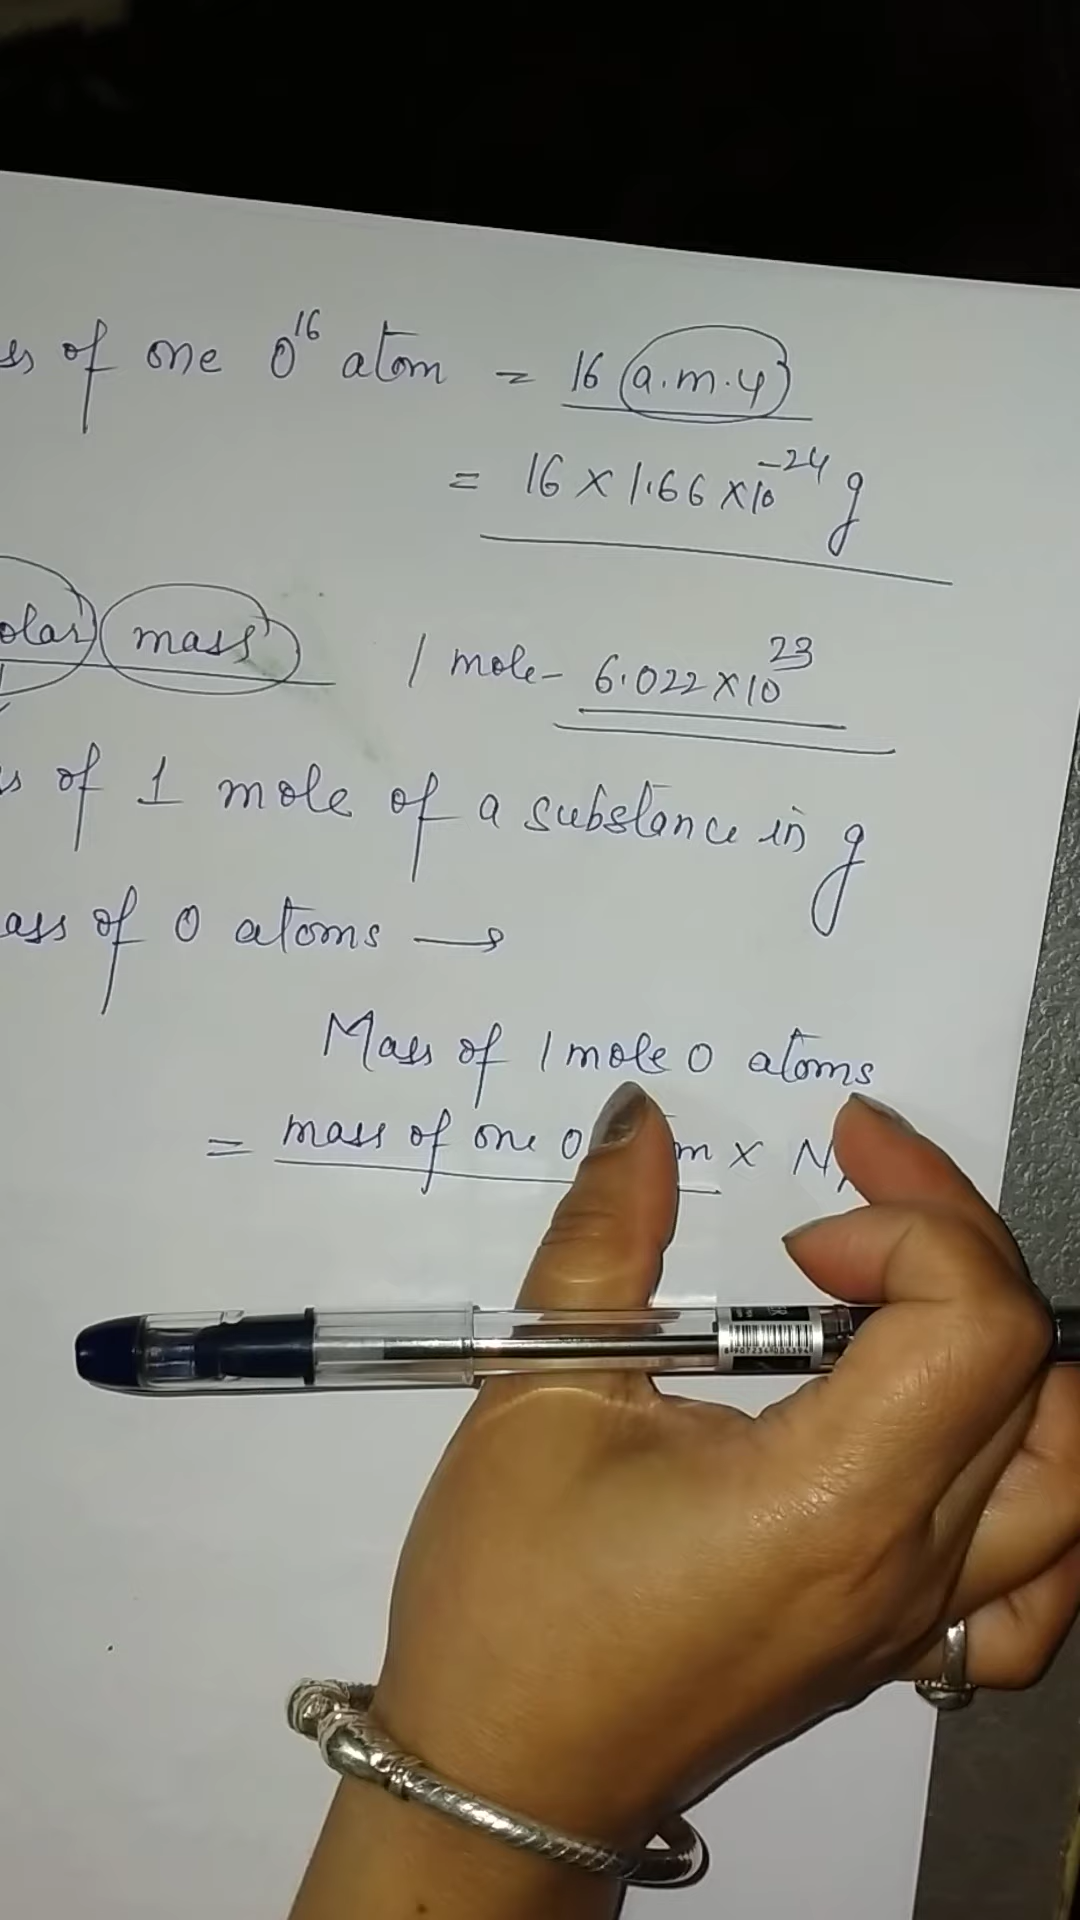 of one O¹⁶ atom = 16 (a.m.u)
= 16 × 1.66 × 10⁻²⁴ g
mass 1 mole - 6.022 × 10²³
of 1 mole of a substance in g
of O atoms →
Mass of 1 mole O atoms
= mass of one O × N